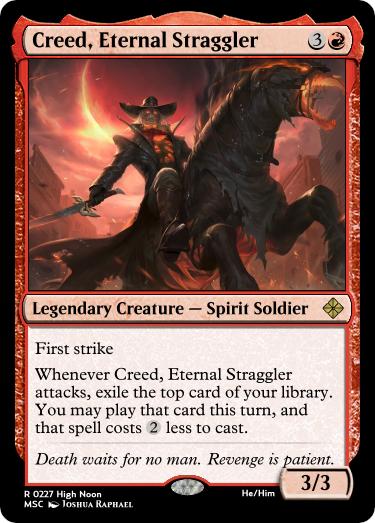 Creed, Eternal Straggler 3
Legendary Creature — Spirit Soldier
First strike
Whenever Creed, Eternal Straggler
attacks, exile the top card of your library.
You may play that card this turn, and
that spell costs 2 less to cast.
Death waits for no man. Revenge is patient.
3/3
R 0227 High Noon
He/Him
MSC Joshua Raphael